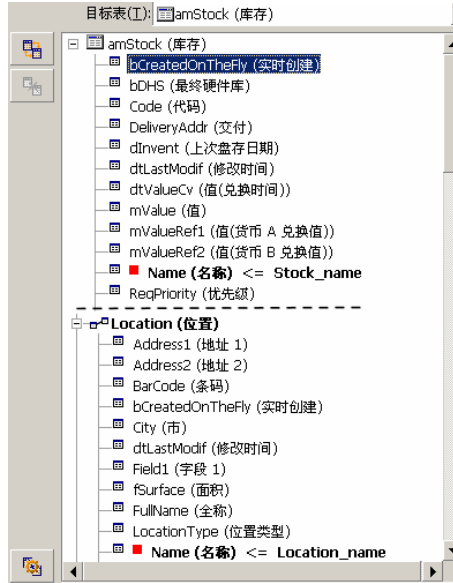 目标表(T): amStock (库存)
amStock (库存)
bCreatedOnTheFly (实时创建)
bDHS (最终硬件库)
Code (代码)
DeliveryAddr (交付)
dInvent (上次盘存日期)
dtLastModif (修改时间)
dtValueCv (值(兑换时间))
mValue (值)
mValueRef1 (值(货币 A 兑换值))
mValueRef2 (值(货币 B 兑换值))
Name (名称) <= Stock_name
ReqPriority (优先级)
Location (位置)
Address1 (地址 1)
Address2 (地址 2)
BarCode (条码)
bCreatedOnTheFly (实时创建)
City (市)
dtLastModif (修改时间)
Field1 (字段 1)
fSurface (面积)
FullName (全称)
LocationType (位置类型)
Name (名称) <= Location_name